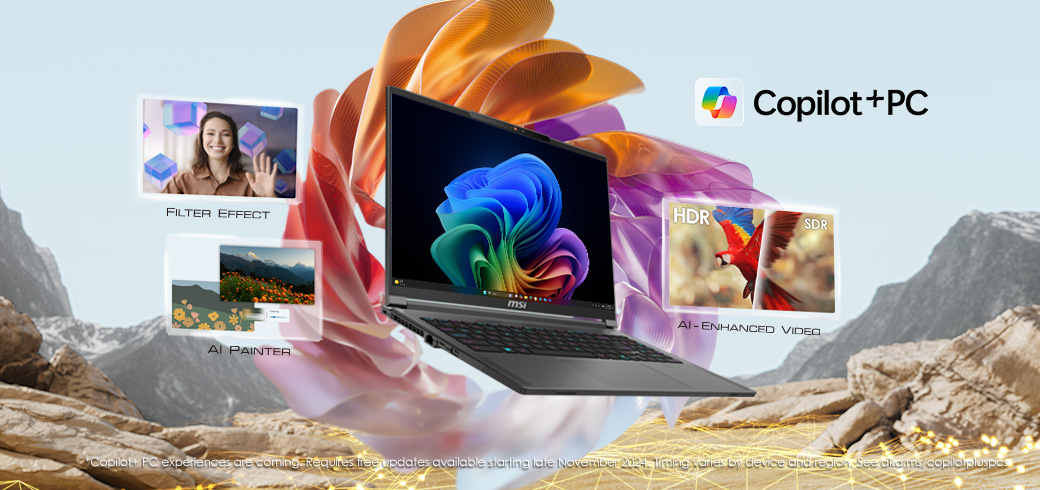 Copilot+PC
FILTER EFFECT
HDR
SDR
AI PAINTER
AI-ENHANCED VIDEO
msi
*Copilot+ PC experiences are coming. Requires free updates available starting late November 2024. Timing varies by device and region. See aka.ms/copilotpluspcs